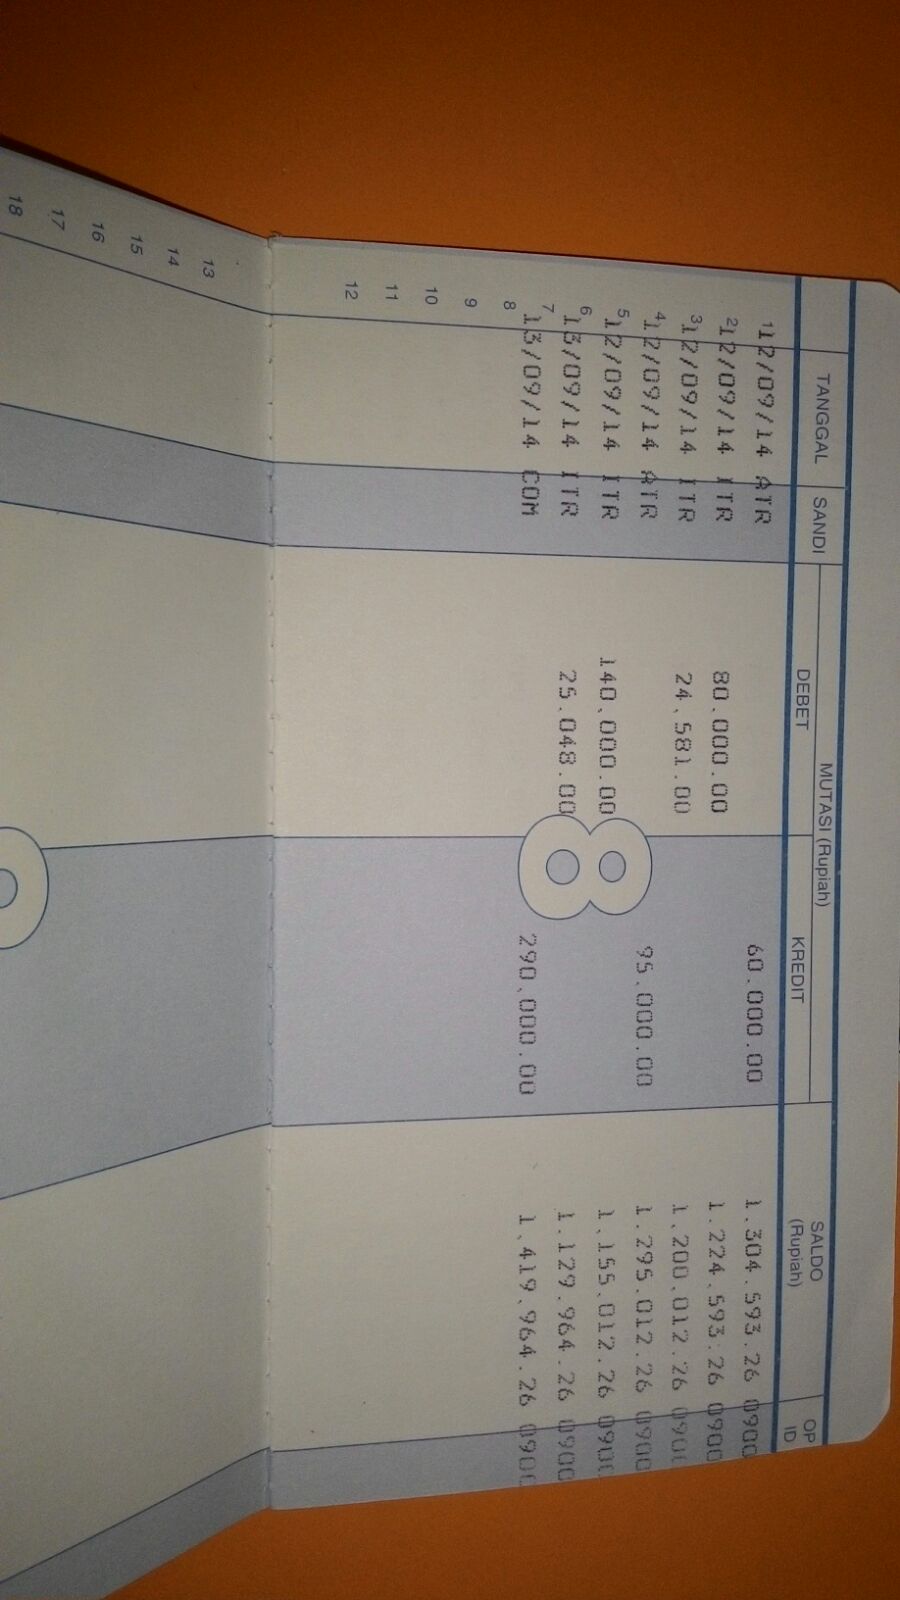 TANGGAL SANDI MUTASI (Rupiah) SALDO (Rupiah) OP ID
DEBET KREDIT
1 12/09/14 ATR 60.000.00 1.304.593.26 0900
2 12/09/14 ITR 80.000.00 1.224.593.26 0900
3 12/09/14 ITR 24.581.00 1.200.012.26 0900
4 12/09/14 ATR 95.000.00 1.295.012.26 0900
5 12/09/14 ITR 140.000.00 1.155.012.26 0900
6 13/09/14 ITR 25.048.00 1.129.964.26 0900
7 13/09/14 COM 290.000.00 1.419.964.26 0900
8
8
9
10
11
12
13
14
15
16
17
18